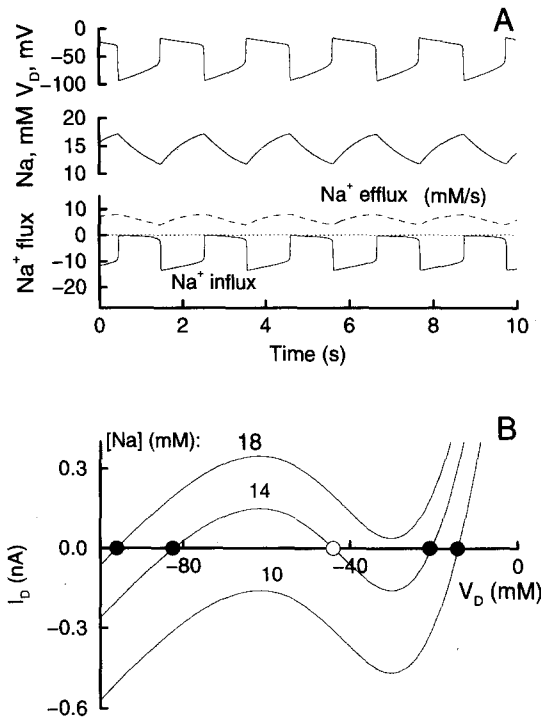 A
0
−50
−100
V_D, mV
20
15
10
Na, mM
Na⁺ efflux (mM/s)
10
0
−10
−20
Na⁺ flux
Na⁺ influx
0 2 4 6 8 10
Time (s)
B
[Na] (mM): 18
14
10
0.3
0.0
−0.3
−0.6
I_D (nA)
−80 −40 0
V_D (mM)